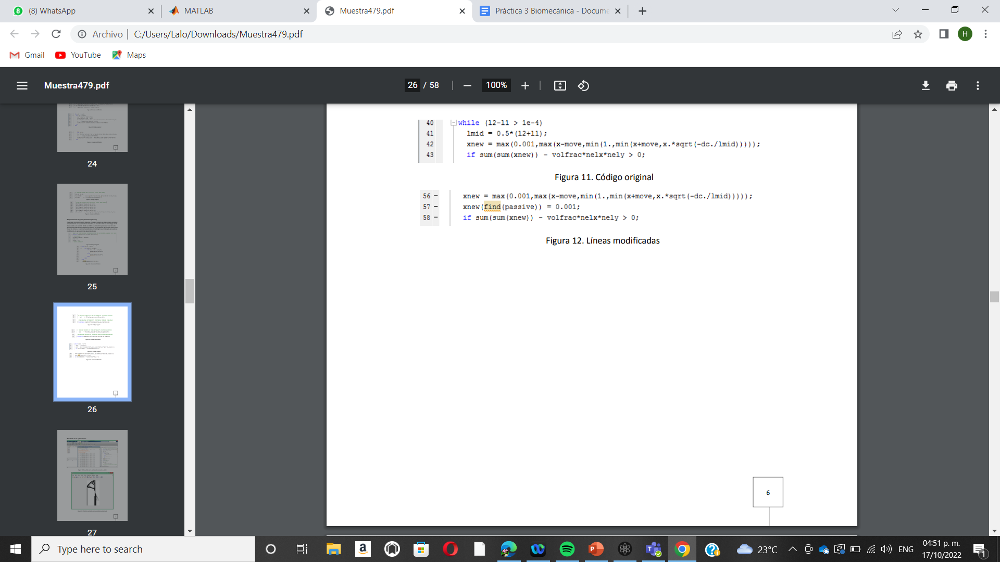 (8) WhatsApp
MATLAB
Muestra479.pdf
Práctica 3 Biomecánica - Docume
Archivo
C:/Users/Lalo/Downloads/Muestra479.pdf
H
Gmail
YouTube
Maps
Muestra479.pdf
26 / 58
100%
24
25
26
27
40 while (l2-l1 > 1e-4)
41 lmid = 0.5*(l2+l1);
42 xnew = max(0.001,max(x-move,min(1.,min(x+move,x.*sqrt(-dc./lmid)))));
43 if sum(sum(xnew)) - volfrac*nelx*nely > 0;
Figura 11. Código original
56 - xnew = max(0.001,max(x-move,min(1.,min(x+move,x.*sqrt(-dc./lmid)))));
57 - xnew(find(passive)) = 0.001;
58 - if sum(sum(xnew)) - volfrac*nelx*nely > 0;
Figura 12. Líneas modificadas
6
Type here to search
23°C
ENG
04:51 p. m.
17/10/2022
1